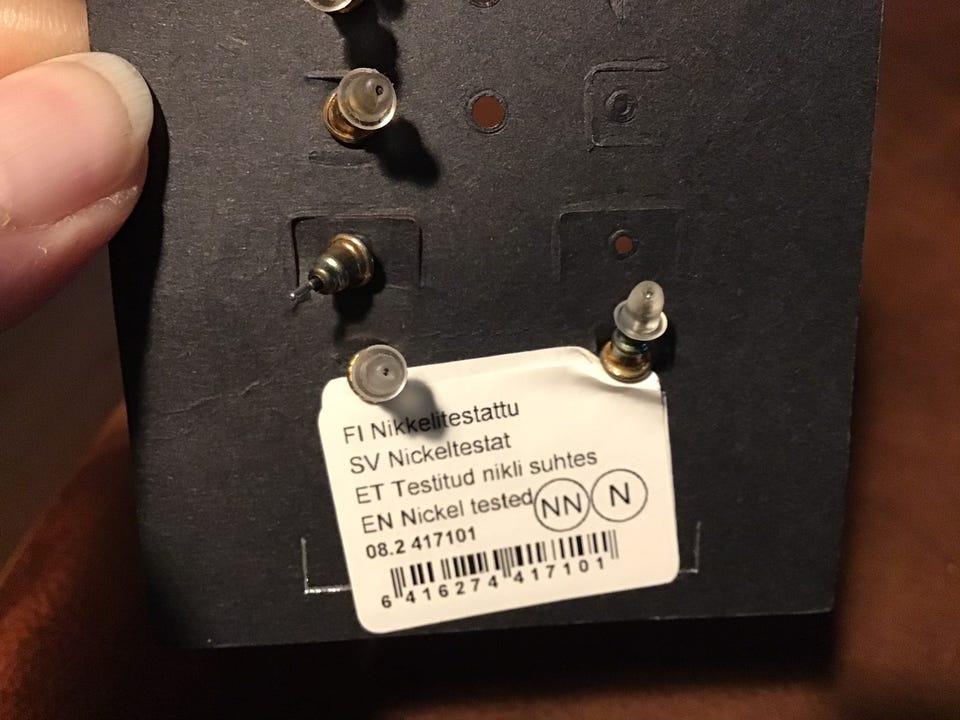 FI Nikkelitestattu
SV Nickeltestat
ET Testitud nikli suhtes
EN Nickel tested NN N
08.2 417101
6 416274 417101